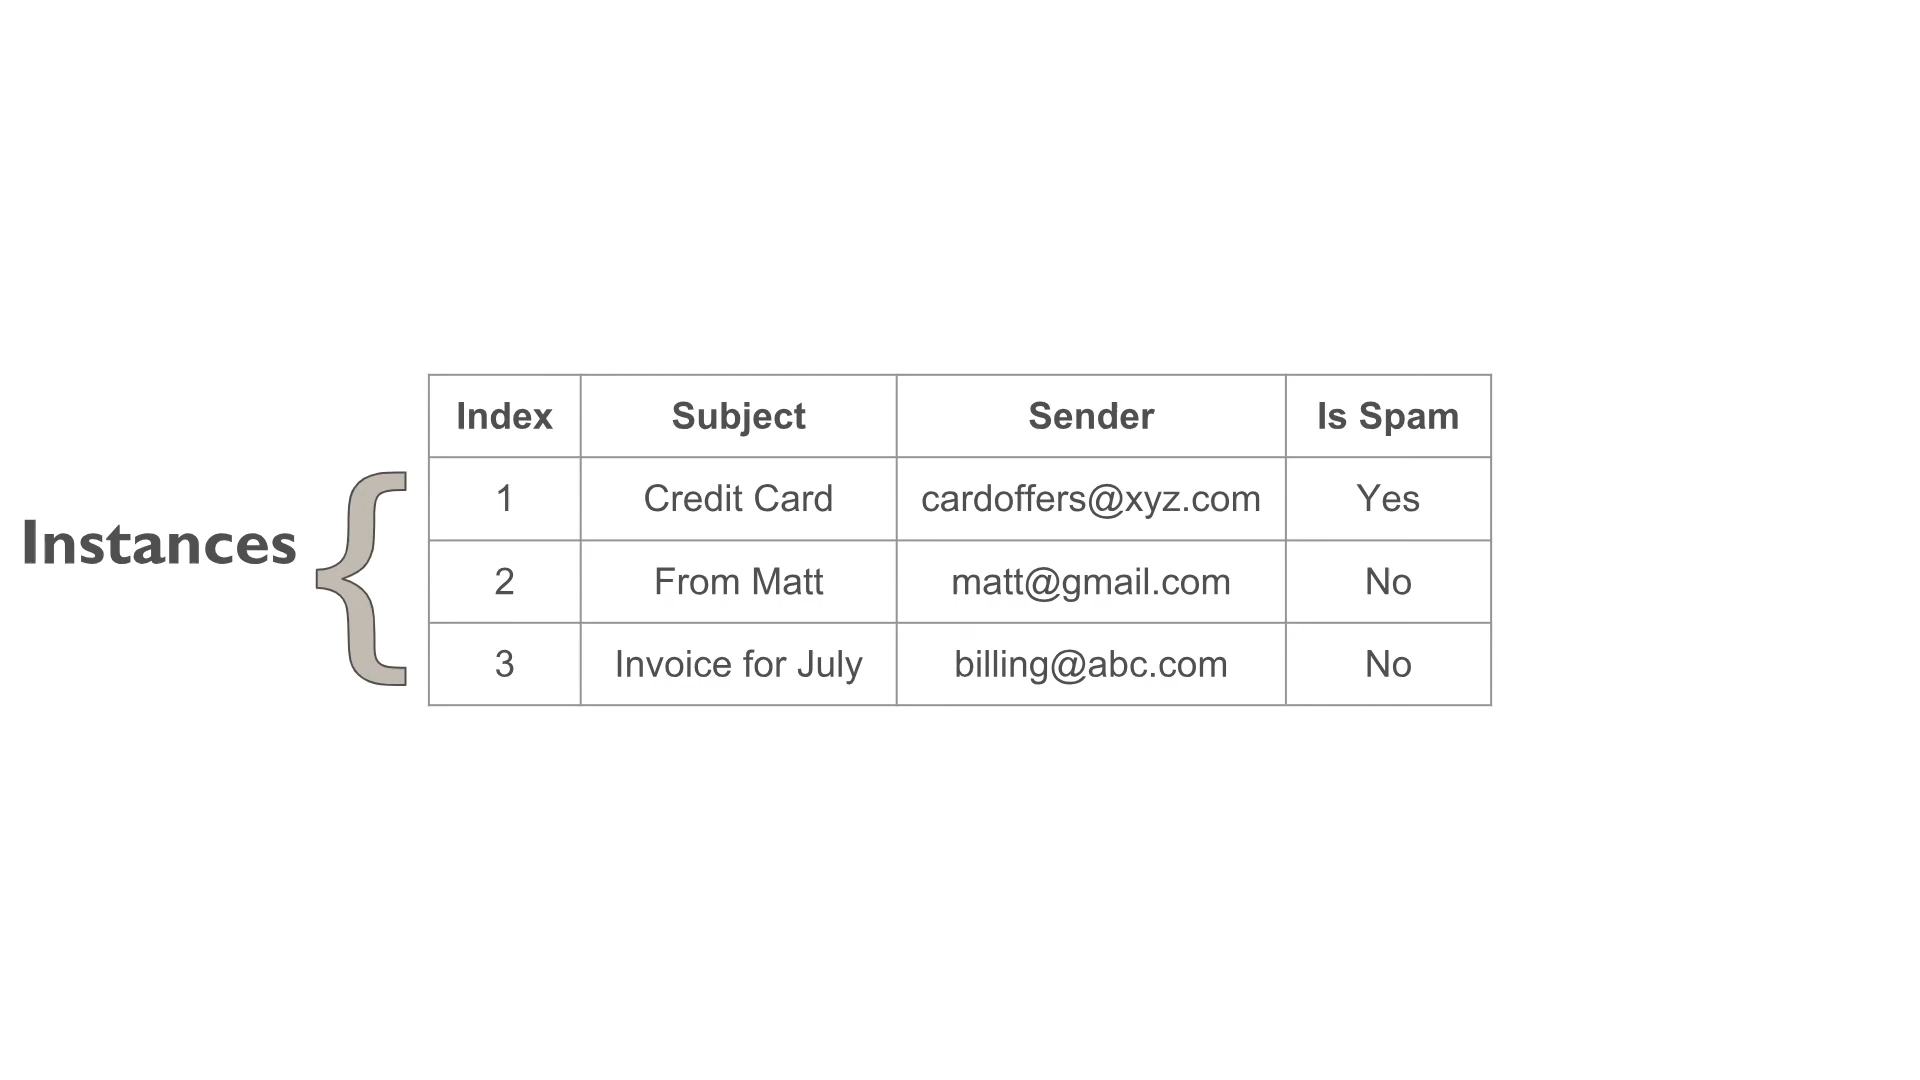 Index Subject Sender Is Spam
1 Credit Card cardoffers@xyz.com Yes
Instances
2 From Matt matt@gmail.com No
3 Invoice for July billing@abc.com No